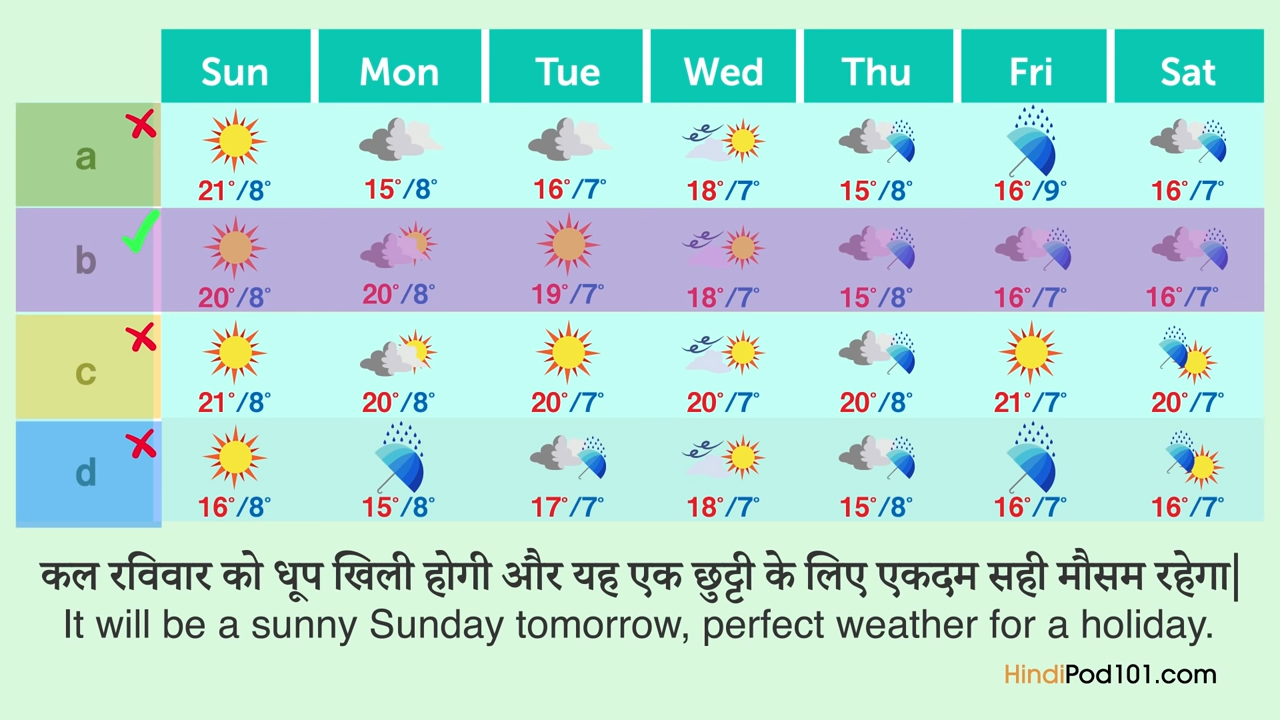 Sun Mon Tue Wed Thu Fri Sat
a
21°/8° 15°/8° 16°/7° 18°/7° 15°/8° 16°/9° 16°/7°
b
20°/8° 20°/8° 19°/7° 18°/7° 15°/8° 16°/7° 16°/7°
c
21°/8° 20°/8° 20°/7° 20°/7° 20°/8° 21°/7° 20°/7°
d
16°/8° 15°/8° 17°/7° 18°/7° 15°/8° 16°/7° 16°/7°
कल रविवार को धूप खिली होगी और यह एक छुट्टी के लिए एकदम सही मौसम रहेगा|
It will be a sunny Sunday tomorrow, perfect weather for a holiday.
HindiPod101.com